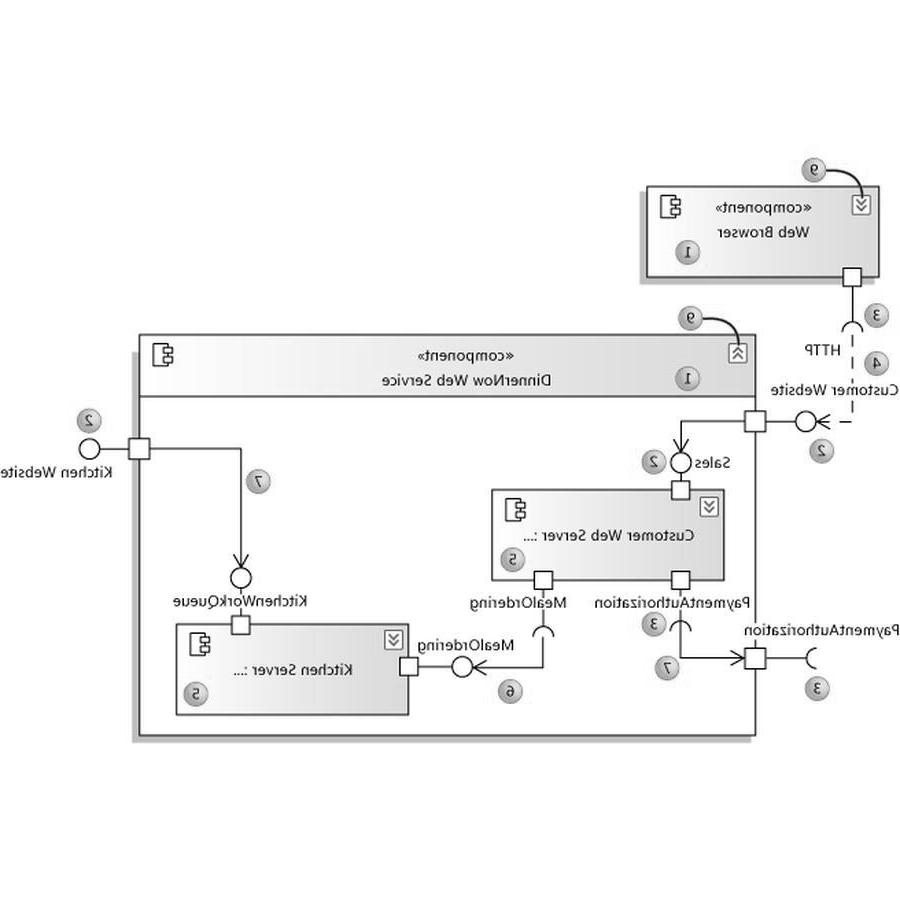 9
«component»
Web Browser
1
3
HTTP
4
Customer Website
2
9
«component»
DinnerNow Web Service
1
2
Kitchen Website
7
Sales
2
Customer Web Server :...
5
PaymentAuthorization
MealOrdering
KitchenWorkQueue
3
PaymentAuthorization
3
7
MealOrdering
6
Kitchen Server :...
5